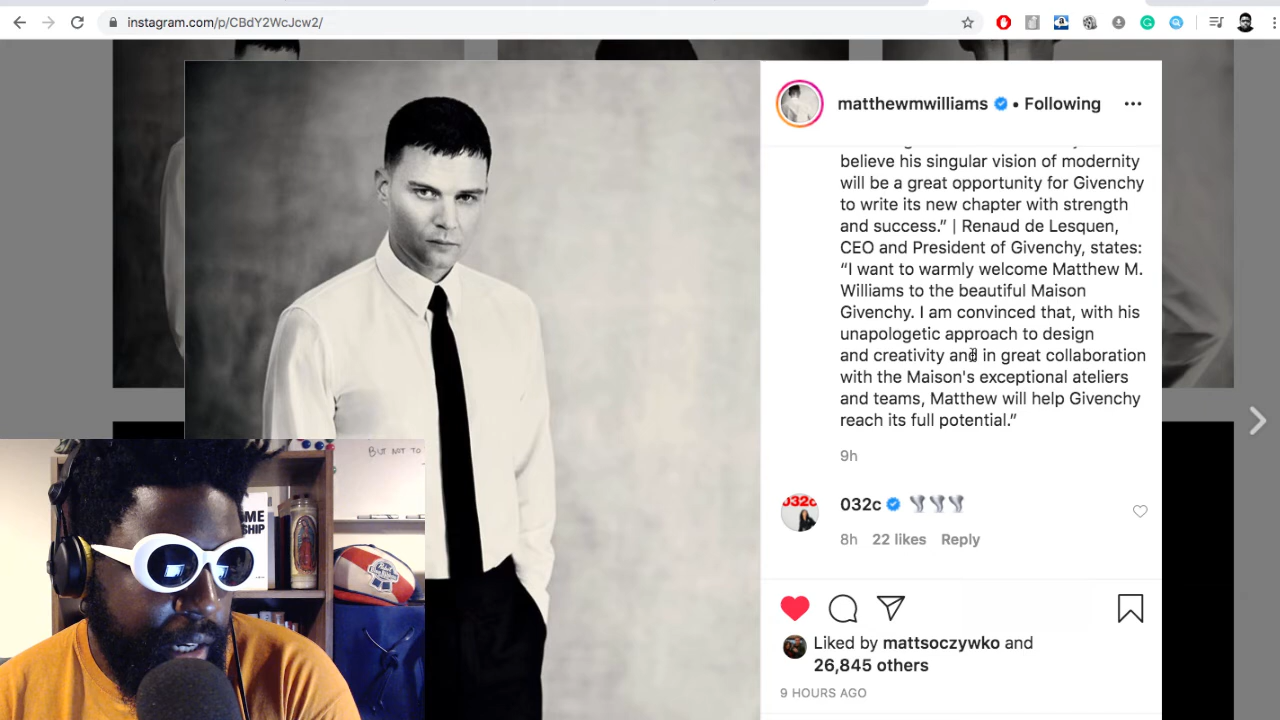 instagram.com/p/CBdY2WcJcw2/
matthewmwilliams • Following
believe his singular vision of modernity
will be a great opportunity for Givenchy
to write its new chapter with strength
and success.” | Renaud de Lesquen,
CEO and President of Givenchy, states:
“I want to warmly welcome Matthew M.
Williams to the beautiful Maison
Givenchy. I am convinced that, with his
unapologetic approach to design
and creativity and in great collaboration
with the Maison's exceptional ateliers
and teams, Matthew will help Givenchy
reach its full potential.”
9h
032c
032c
8h 22 likes Reply
Liked by mattsoczywko and
26,845 others
9 HOURS AGO
BUT NOT TO